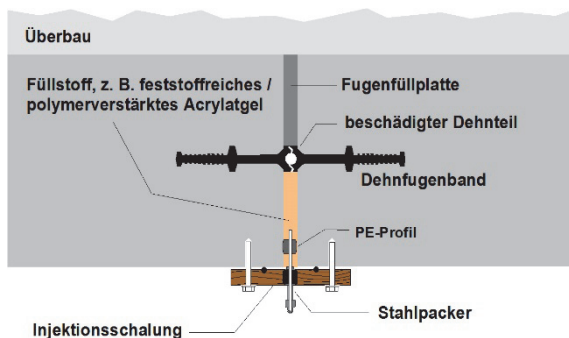 Überbau
Füllstoff, z. B. feststoffreiches /
polymerverstärktes Acrylatgel
Fugenfüllplatte
beschädigter Dehnteil
Dehnfugenband
PE-Profil
Injektionsschalung
Stahlpacker